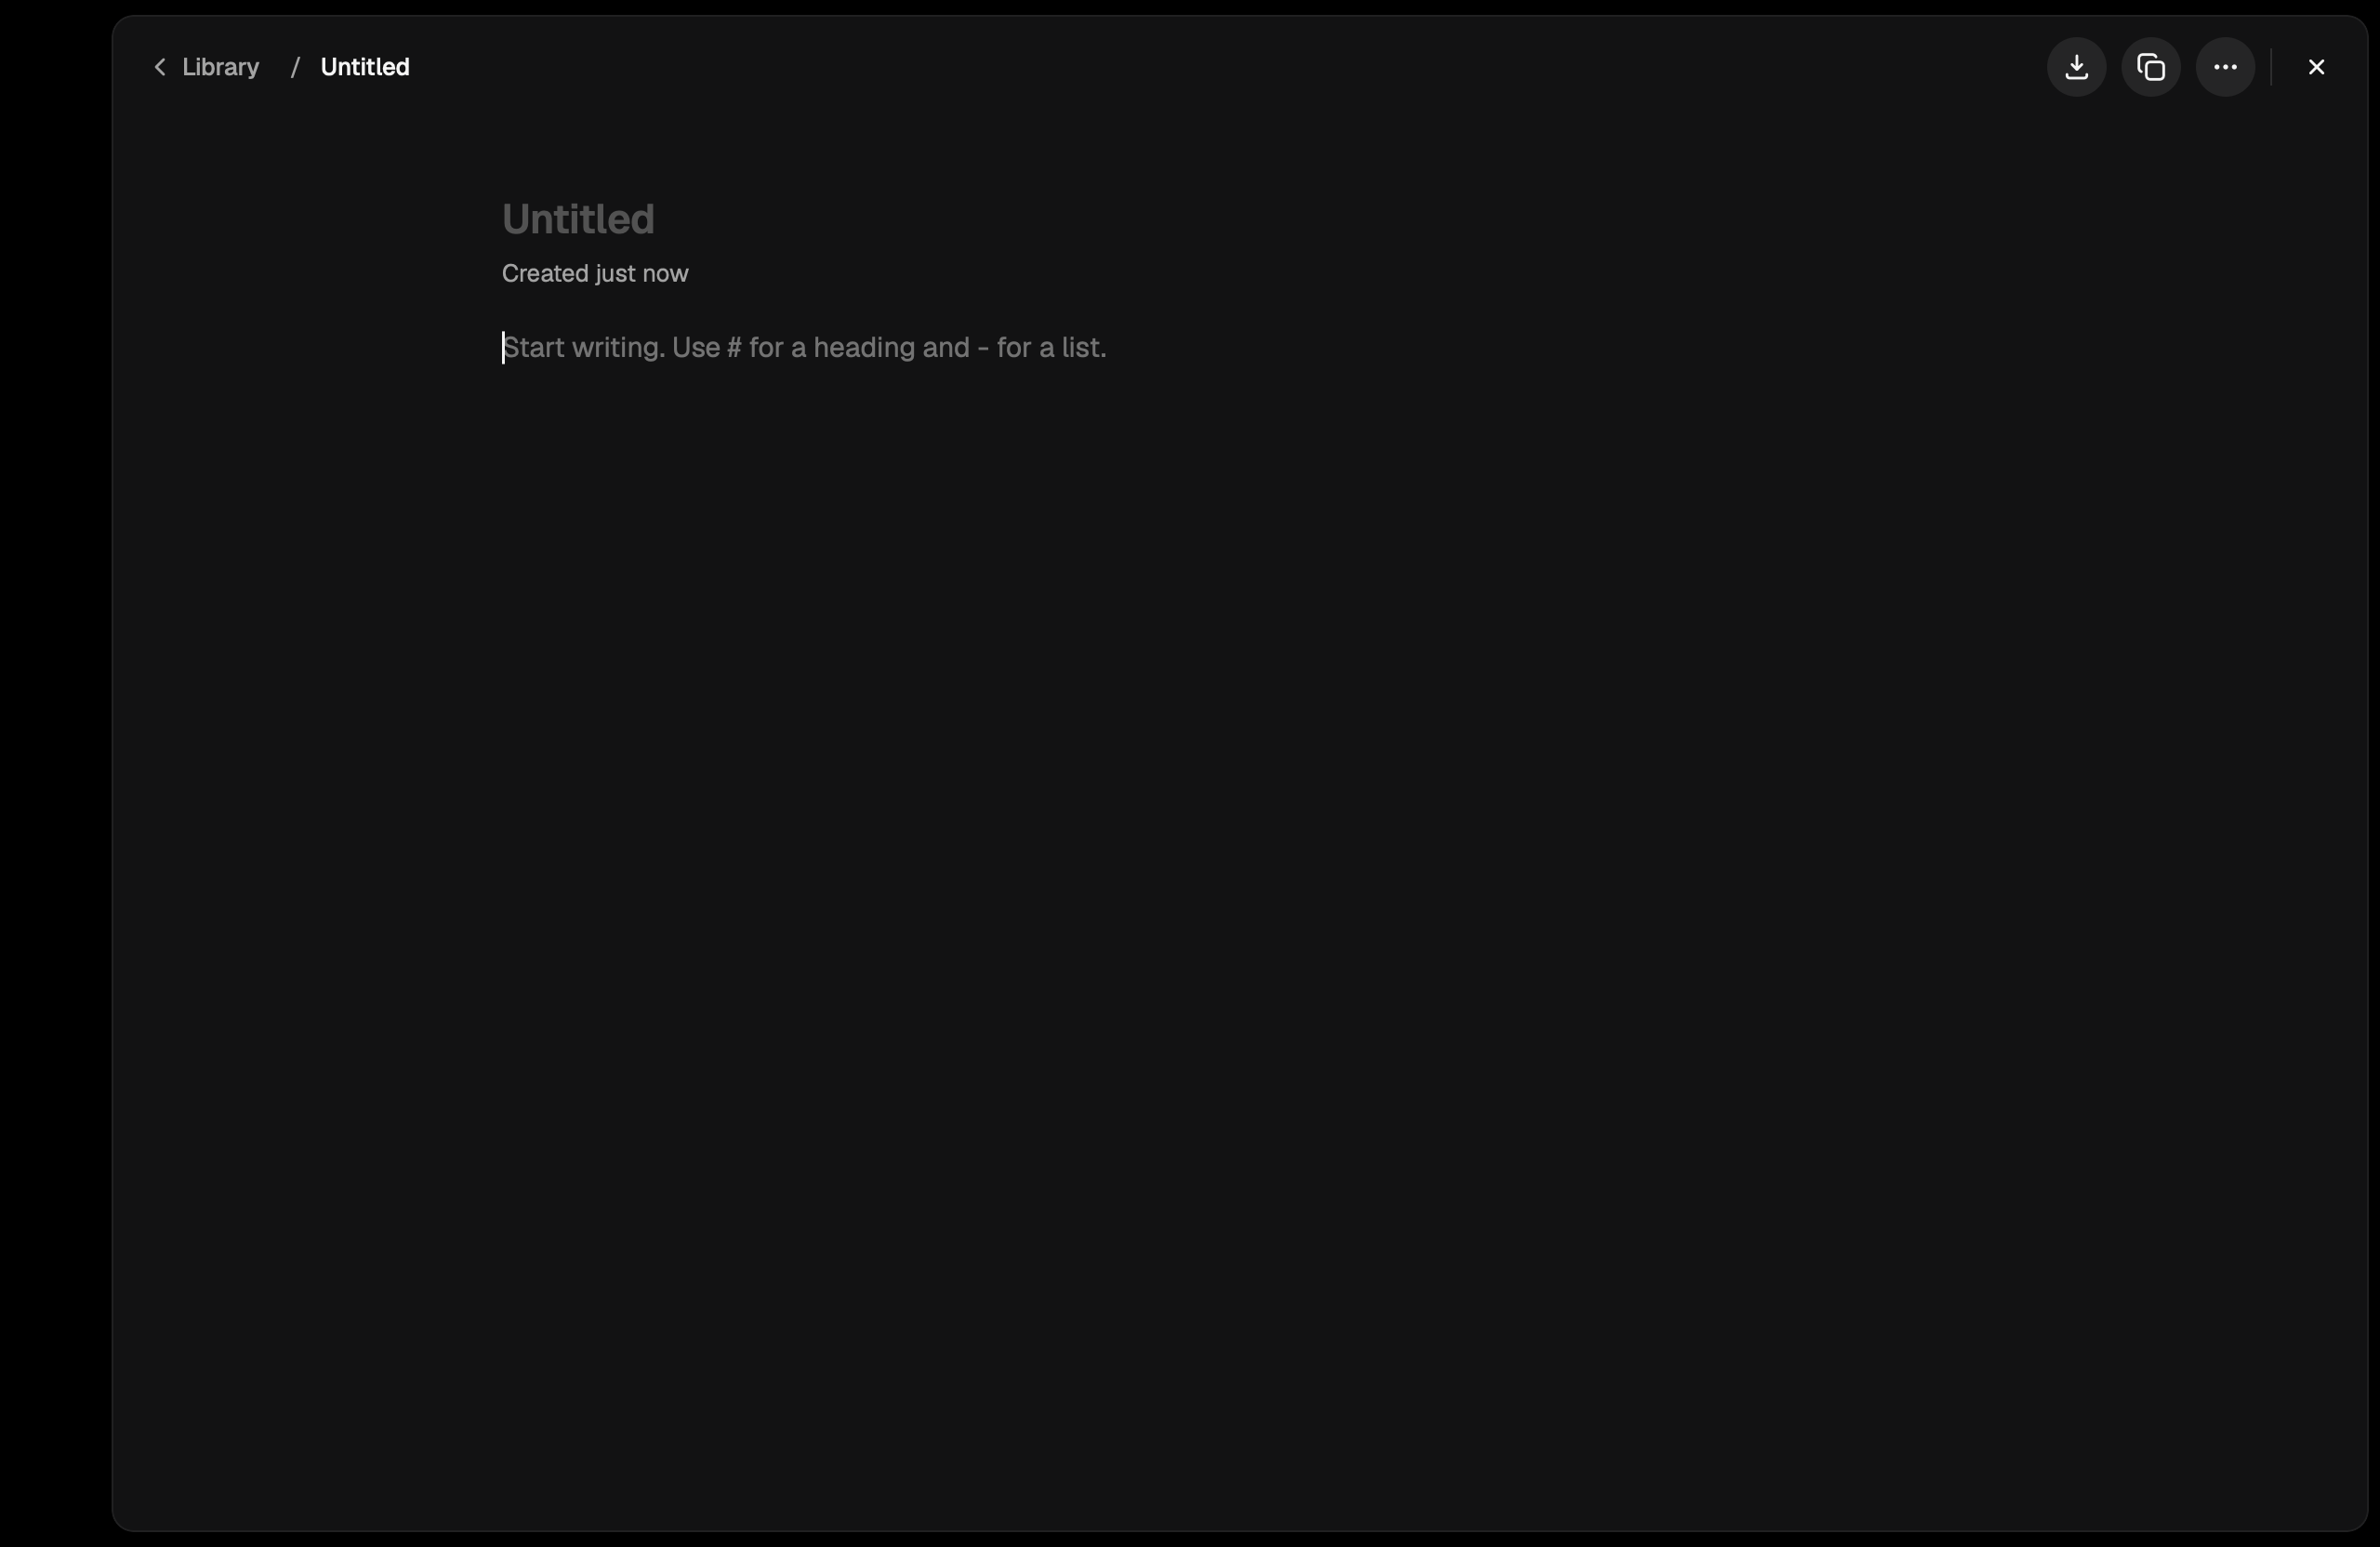 Library / Untitled
Untitled
Created just now
Start writing. Use # for a heading and - for a list.